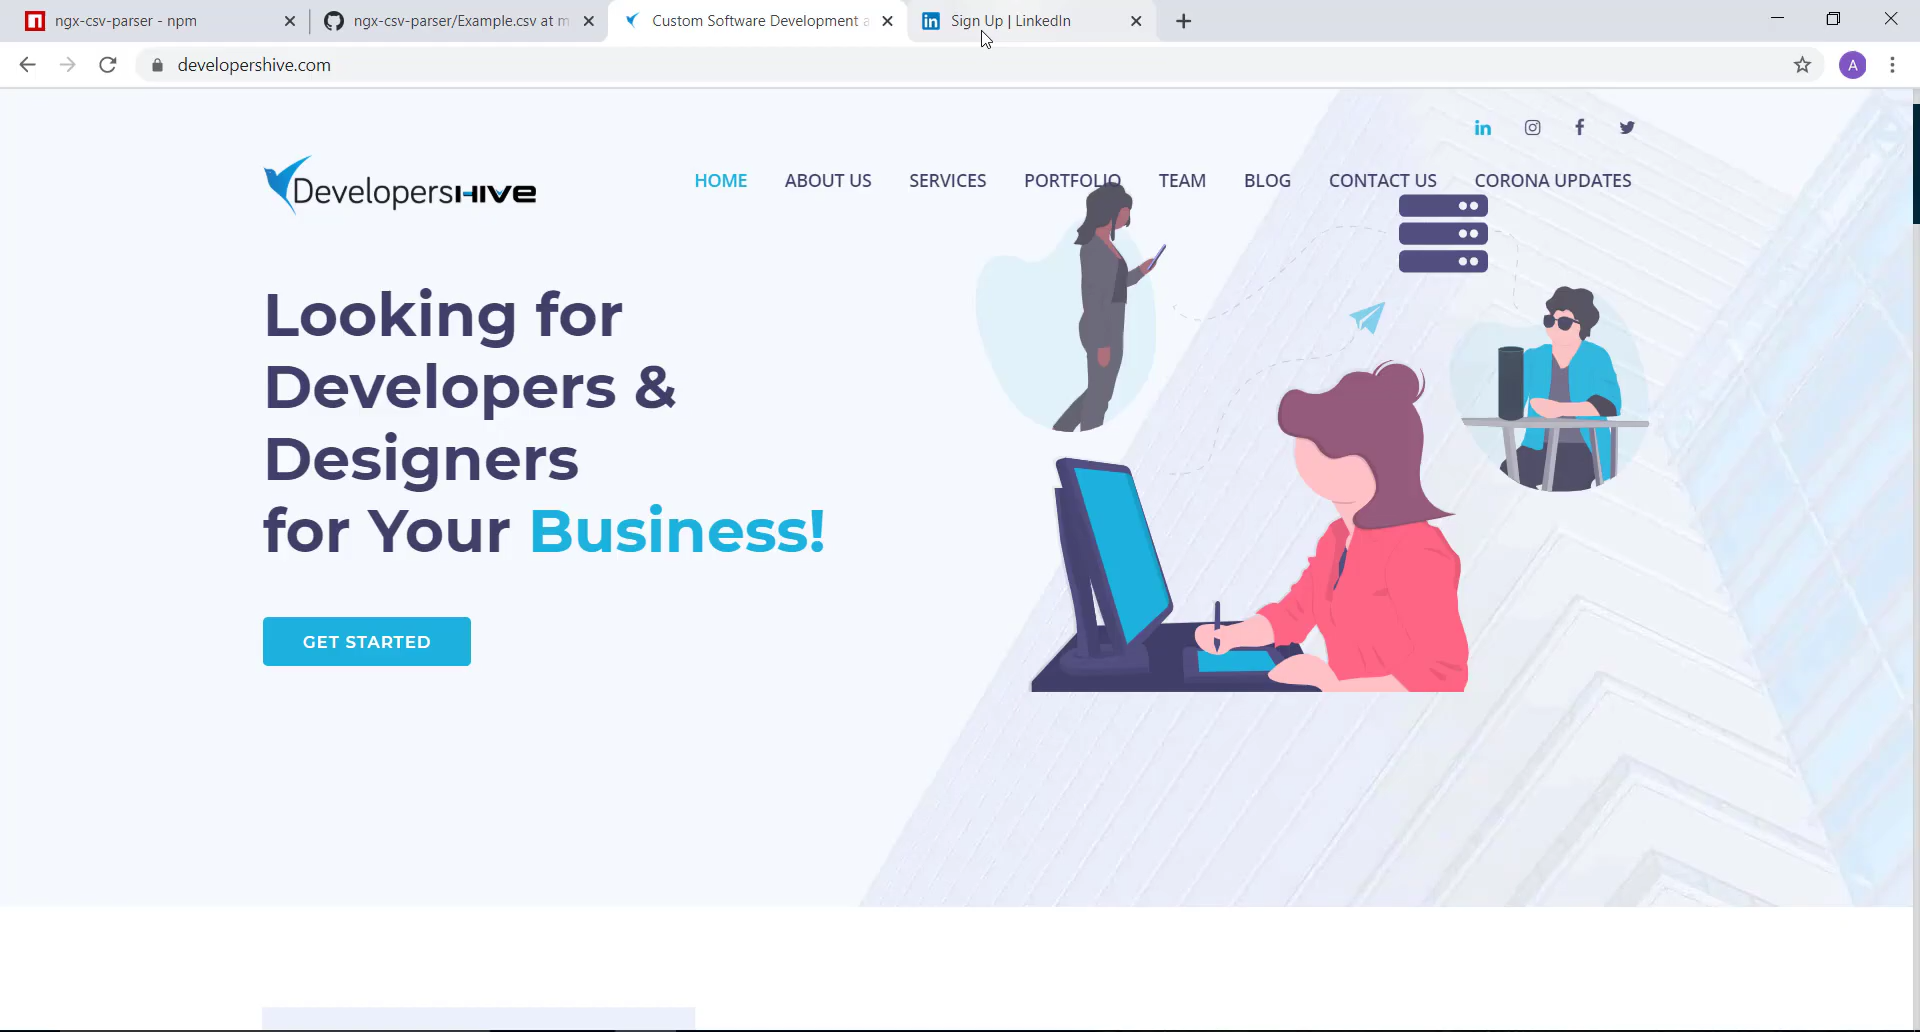 ngx-csv-parser - npm
ngx-csv-parser/Example.csv at m
Custom Software Development a
Sign Up | LinkedIn
developershive.com
A
DevelopersHIVE
HOME ABOUT US SERVICES PORTFOLIO TEAM BLOG CONTACT US CORONA UPDATES
Looking for
Developers &
Designers
for Your Business!
GET STARTED